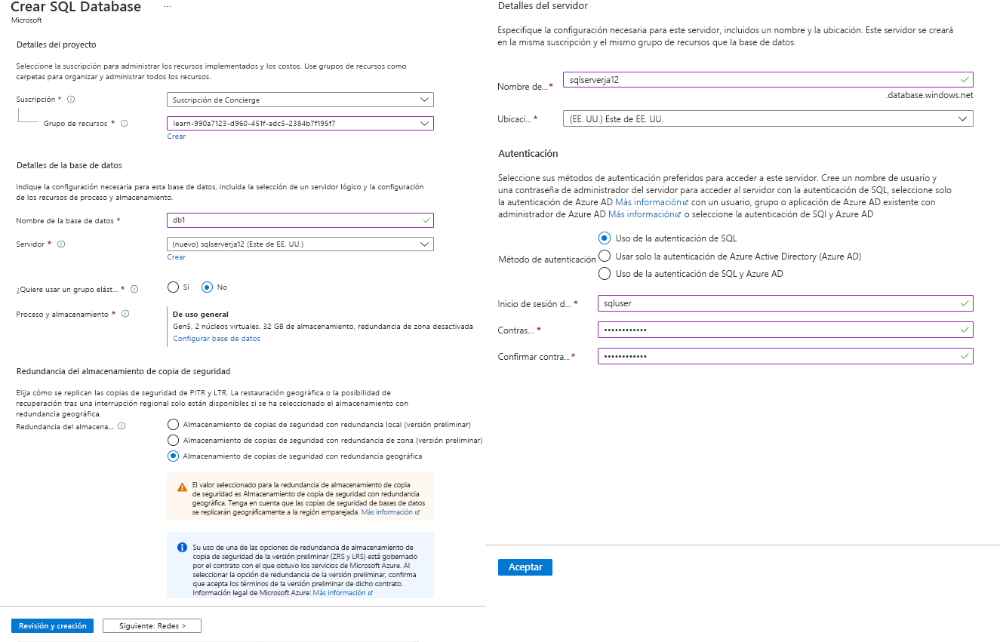 Crear SQL Database ...
Microsoft
Detalles del proyecto
Seleccione la suscripción para administrar los recursos implementados y los costos. Use grupos de recursos como
carpetas para organizar y administrar todos los recursos.
Suscripción *
Suscripción de Concierge
Grupo de recursos *
learn-990a7123-d960-451f-adc5-2384b7f195f7
Crear
Detalles de la base de datos
Indique la configuración necesaria para esta base de datos, incluida la selección de un servidor lógico y la configuración
de los recursos de proceso y almacenamiento.
Nombre de la base de datos *
db1
Servidor *
(nuevo) sqlserverja12 (Este de EE. UU.)
Crear
¿Quiere usar un grupo elást... *
Sí
No
Proceso y almacenamiento *
De uso general
Gen5, 2 núcleos virtuales. 32 GB de almacenamiento, redundancia de zona desactivada
Configurar base de datos
Redundancia del almacenamiento de copia de seguridad
Elija cómo se replican las copias de seguridad de PITR y LTR. La restauración geográfica o la posibilidad de
recuperación tras una interrupción regional solo están disponibles si se ha seleccionado el almacenamiento con
redundancia geográfica.
Redundancia del almacena...
Almacenamiento de copias de seguridad con redundancia local (versión preliminar)
Almacenamiento de copias de seguridad con redundancia de zona (versión preliminar)
Almacenamiento de copias de seguridad con redundancia geográfica
El valor seleccionado para la redundancia de almacenamiento de copia
de seguridad es Almacenamiento de copia de seguridad con redundancia
geográfica. Tenga en cuenta que las copias de seguridad de bases de datos
se replicarán geográficamente a la región emparejada. Más información
Su uso de una de las opciones de redundancia de almacenamiento de
copia de seguridad de la versión preliminar (ZRS y LRS) está gobernado
por el contrato con el que obtuvo los servicios de Microsoft Azure. Al
seleccionar la opción de redundancia de la versión preliminar, confirma
que acepta los términos de la versión preliminar de dicho contrato.
Información legal de Microsoft Azure: Más información
Revisión y creación
Siguiente: Redes >
Detalles del servidor
Especifique la configuración necesaria para este servidor, incluidos un nombre y la ubicación. Este servidor se creará
en la misma suscripción y el mismo grupo de recursos que la base de datos.
Nombre de...*
sqlserverja12
.database.windows.net
Ubicaci... *
(EE. UU.) Este de EE. UU.
Autenticación
Seleccione sus métodos de autenticación preferidos para acceder a este servidor. Cree un nombre de usuario y
una contraseña de administrador del servidor para acceder al servidor con la autenticación de SQL, seleccione solo
la autenticación de Azure AD Más información con un usuario, grupo o aplicación de Azure AD existente con
administrador de Azure AD Más información o seleccione la autenticación de SQl y Azure AD
Método de autenticación
Uso de la autenticación de SQL
Usar solo la autenticación de Azure Active Directory (Azure AD)
Uso de la autenticación de SQL y Azure AD
Inicio de sesión d... *
sqluser
Contras... *
••••••••••••
Confirmar contra...*
••••••••••••
Aceptar